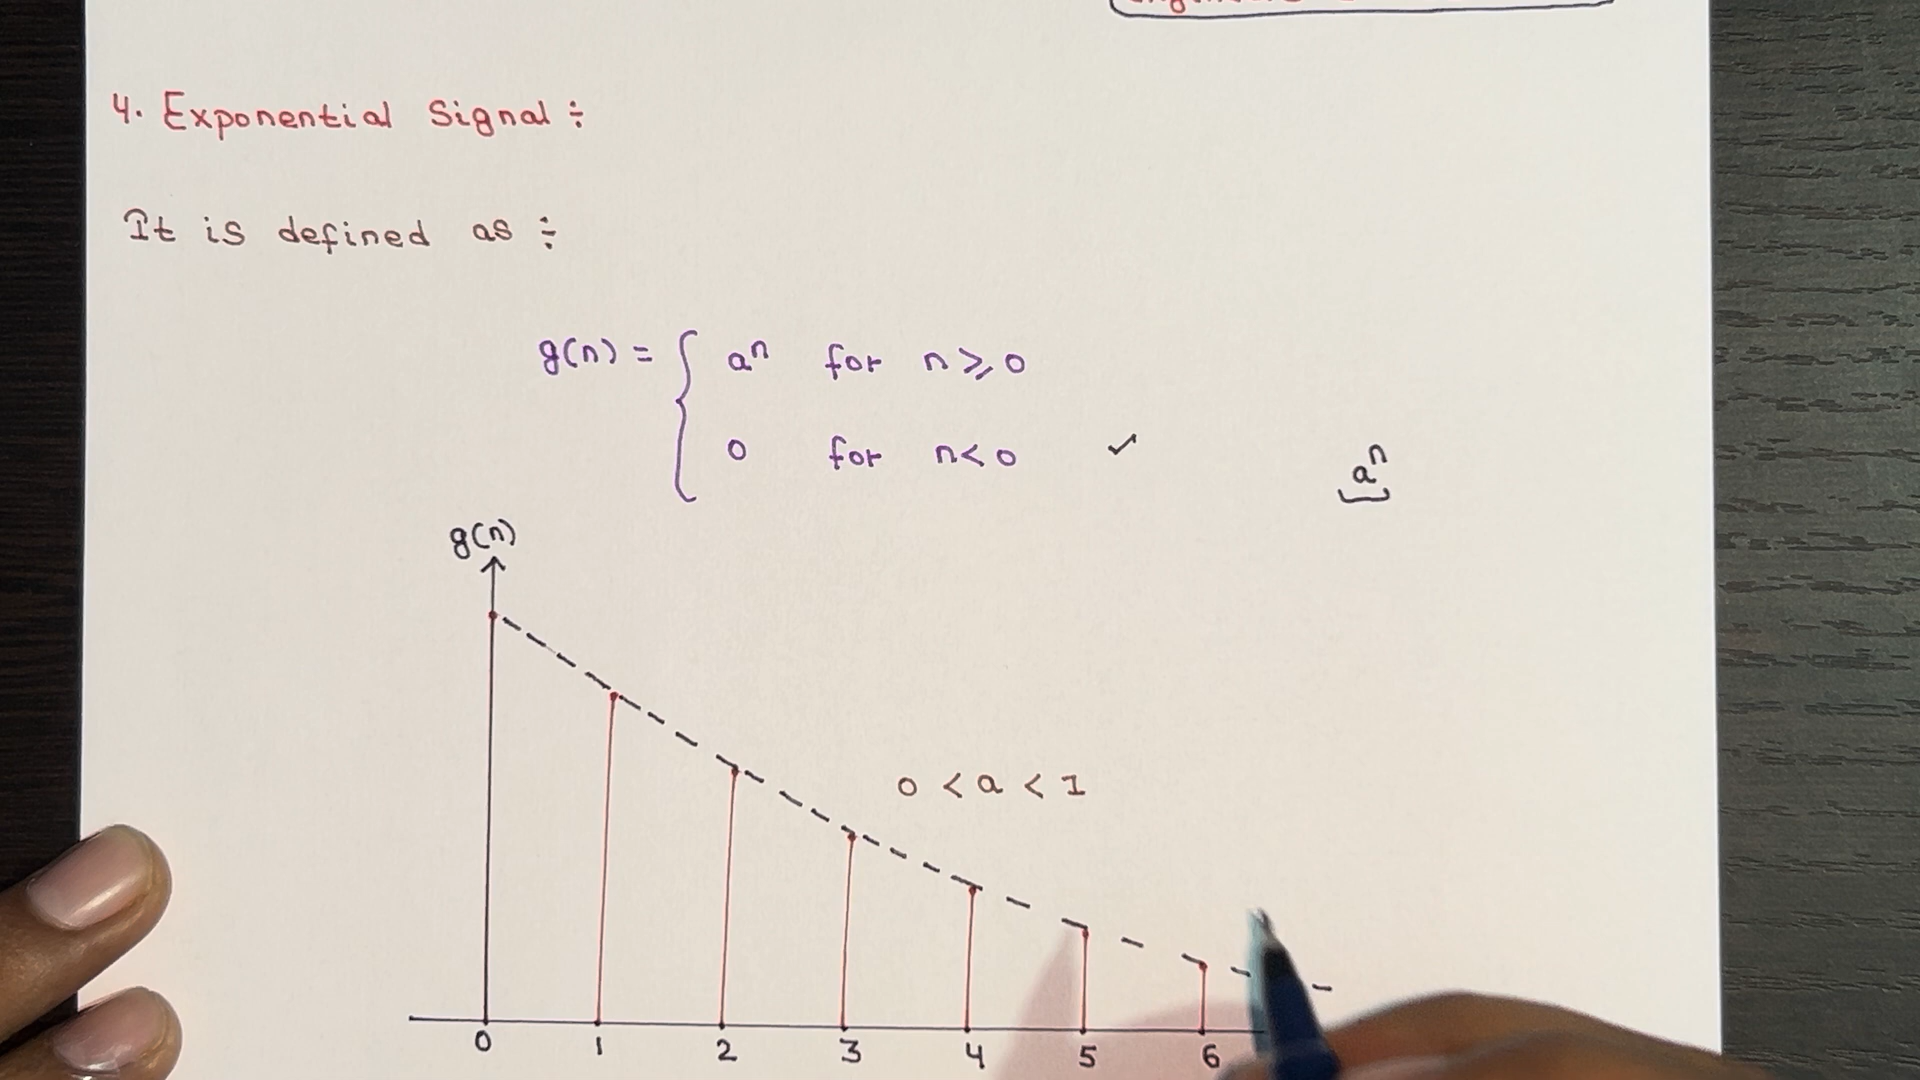 4. Exponential Signal ÷
It is defined as ÷
g(n) = { aⁿ for n ≥ 0
0 for n < 0 ✓
aⁿ
g(n)
0 < a < 1
0 1 2 3 4 5 6